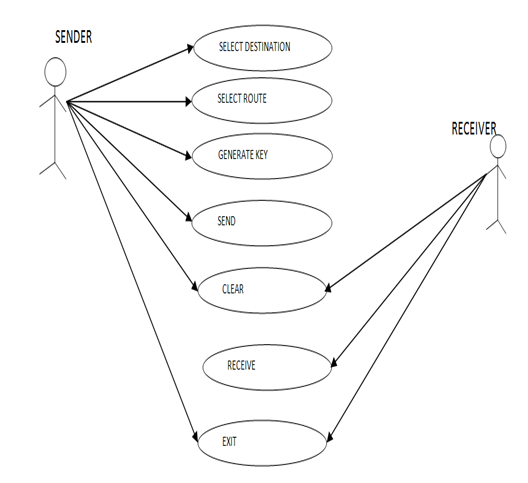 SENDER
SELECT DESTINATION
SELECT ROUTE
RECEIVER
GENERATE KEY
SEND
CLEAR
RECEIVE
EXIT